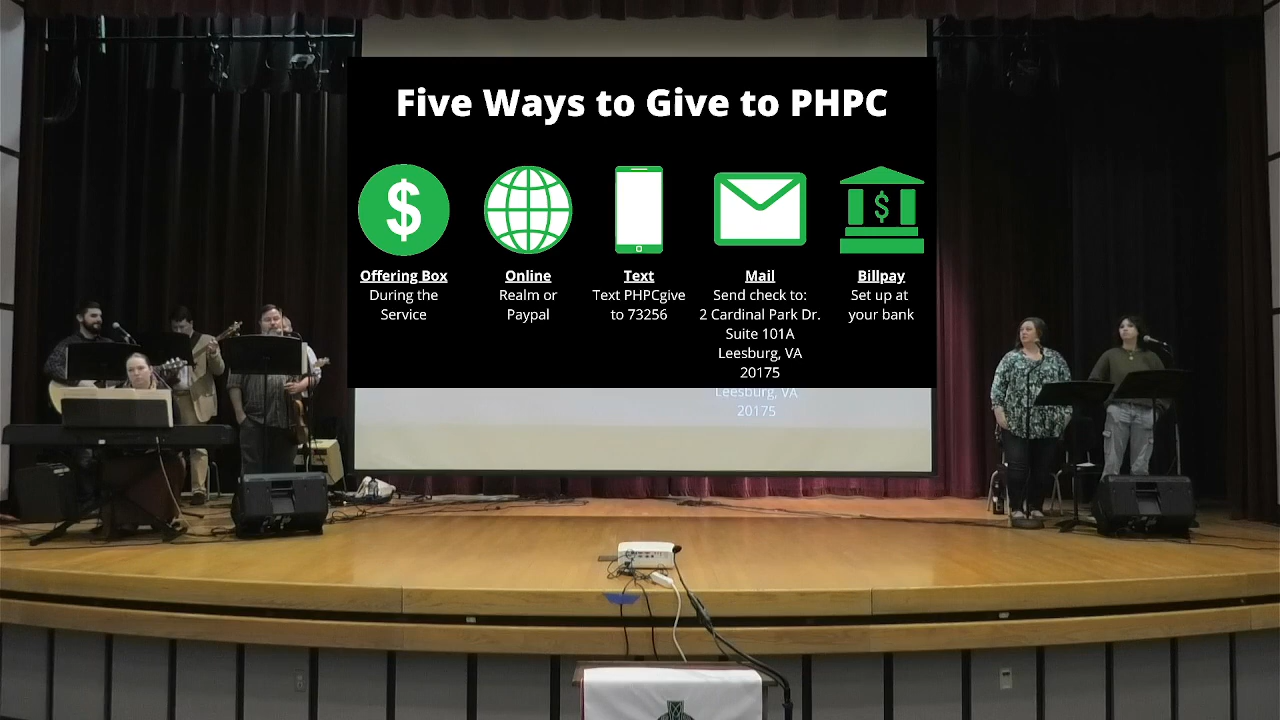 Five Ways to Give to PHPC
$
$
Offering Box
During the
Service
Online
Realm or
Paypal
Text
Text PHPCgive
to 73256
Mail
Send check to:
2 Cardinal Park Dr.
Suite 101A
Leesburg, VA
20175
Billpay
Set up at
your bank
Leesburg, VA
20175